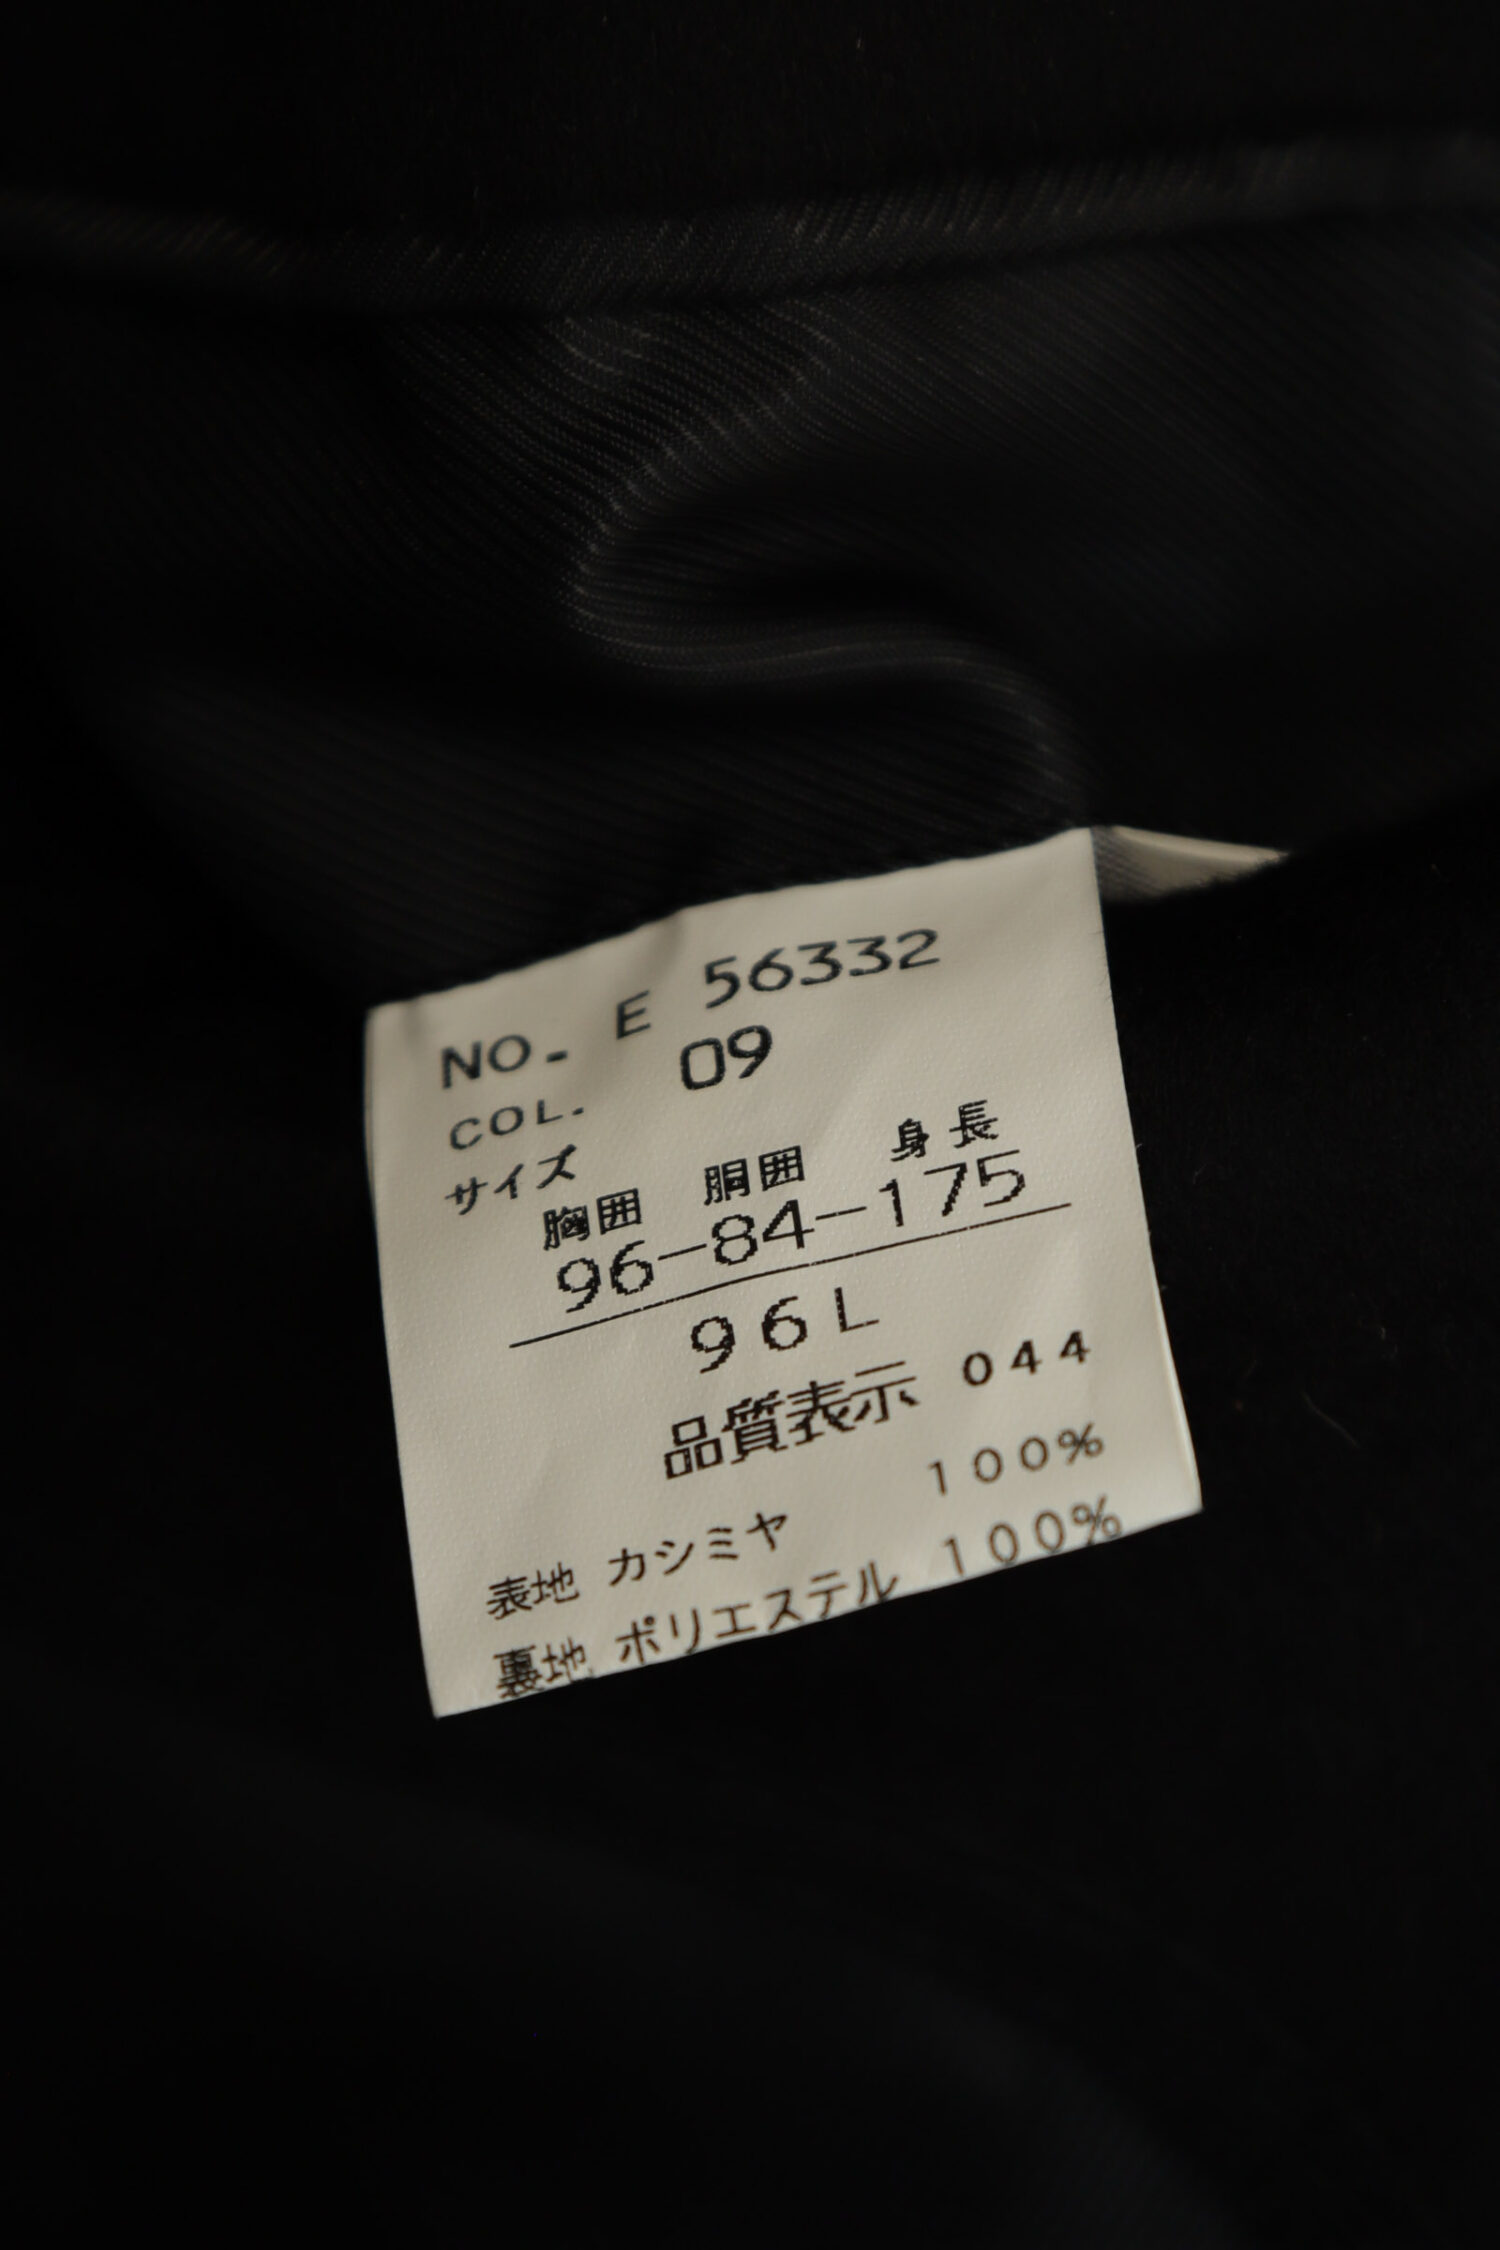 NO. E 56332
COL. 09
サイズ
胸囲 胴囲 身長
96-84-175
96L
品質表示 044
表地 カシミヤ 100%
裏地 ポリエステル 100%